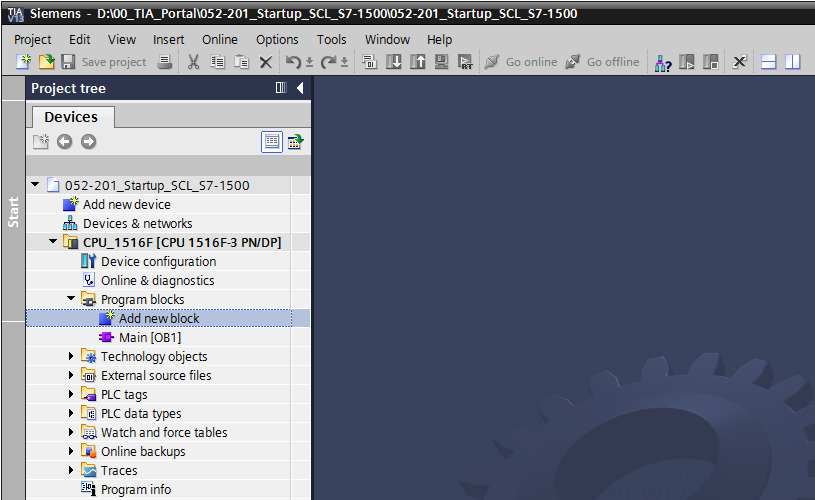 TIA V13 Siemens - D:\00_TIA_Portal\052-201_Startup_SCL_S7-1500\052-201_Startup_SCL_S7-1500
Project Edit View Insert Online Options Tools Window Help
Save project RT Go online Go offline
Project tree
Devices
Start
052-201_Startup_SCL_S7-1500
Add new device
Devices & networks
CPU_1516F [CPU 1516F-3 PN/DP]
Device configuration
Online & diagnostics
Program blocks
Add new block
Main [OB1]
Technology objects
External source files
PLC tags
PLC data types
Watch and force tables
Online backups
Traces
Program info